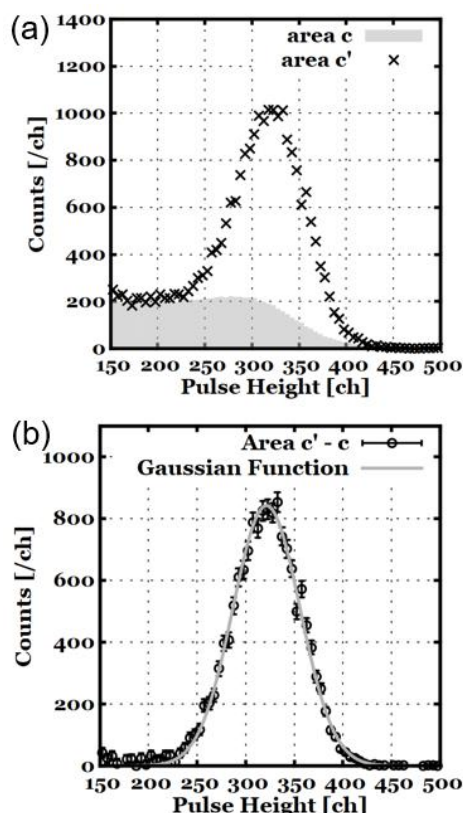 (a)
area c
area c'
1400
1200
1000
800
600
400
200
0
Counts [/ch]
150 200 250 300 350 400 450 500
Pulse Height [ch]
(b)
Area c' - c
Gaussian Function
1000
800
600
400
200
0
Counts [/ch]
150 200 250 300 350 400 450 500
Pulse Height [ch]